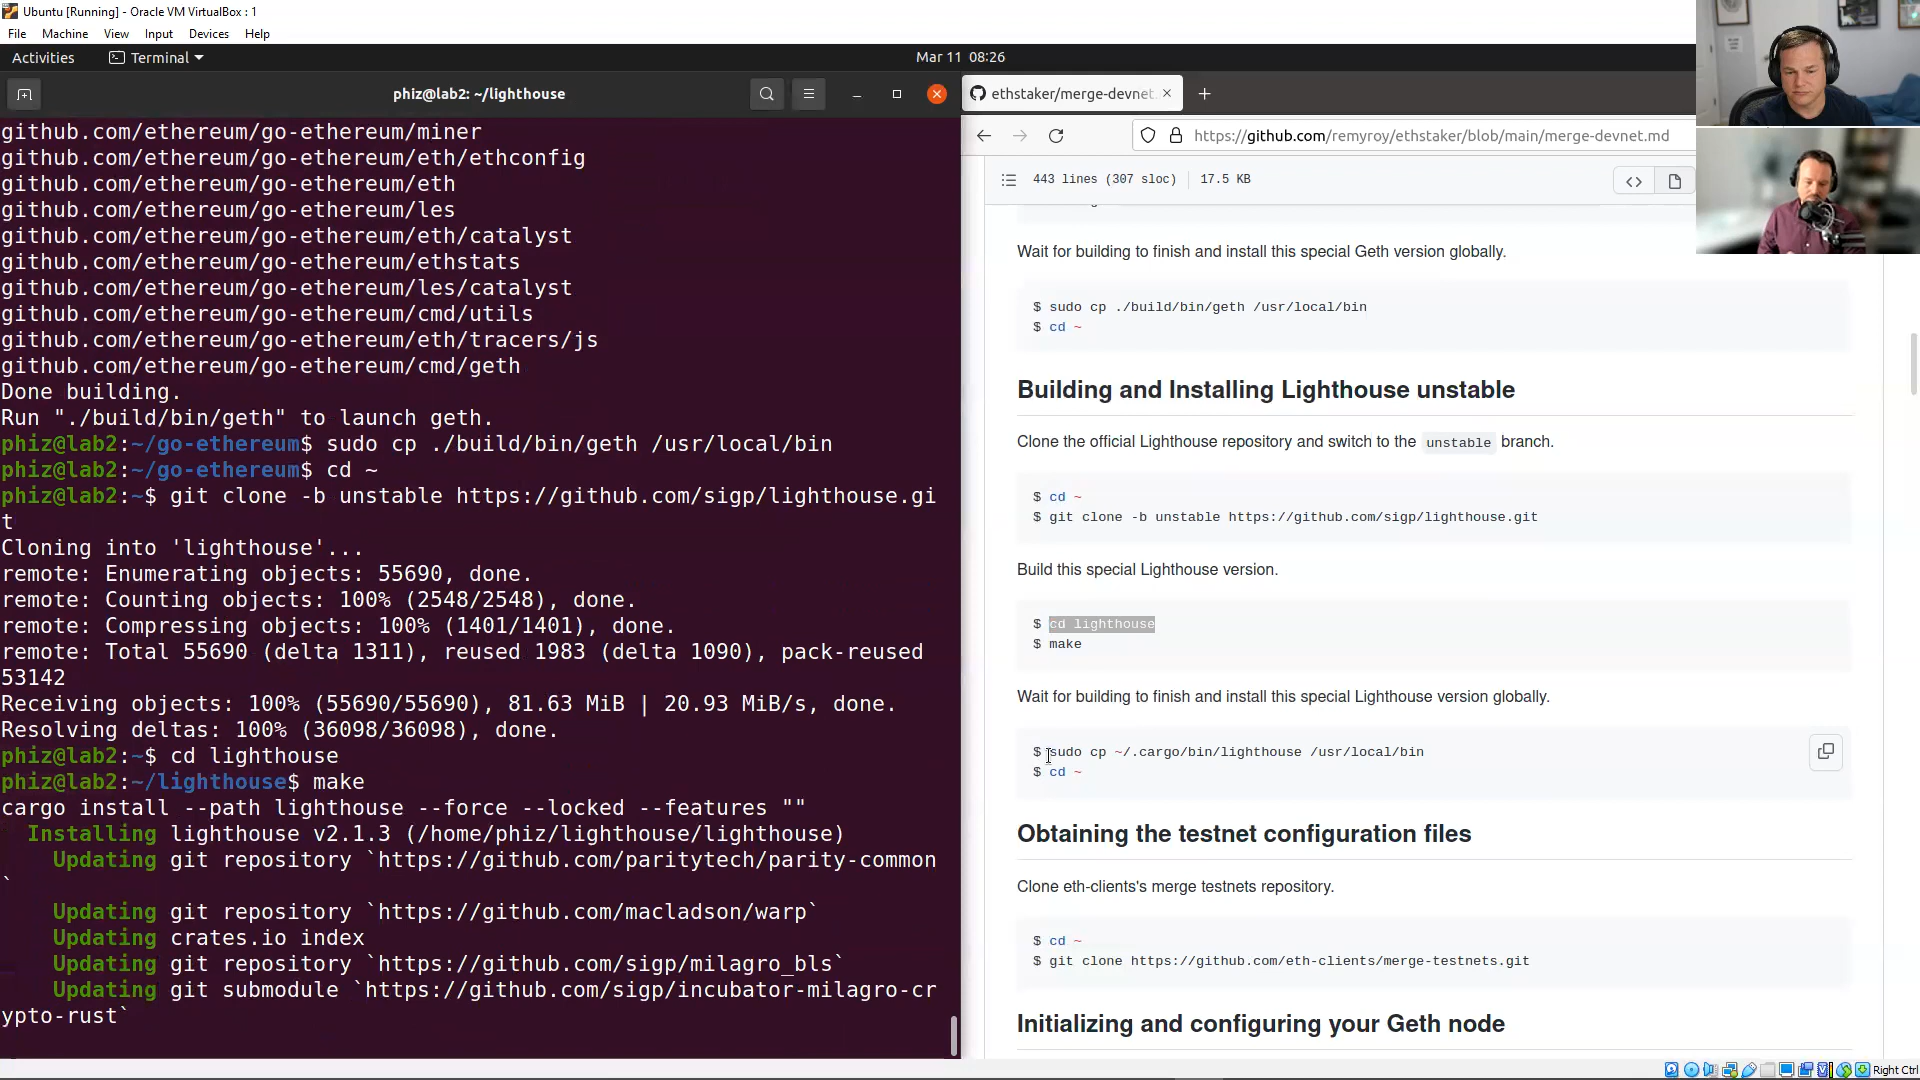 Ubuntu [Running] - Oracle VM VirtualBox : 1
File Machine View Input Devices Help
Activities Terminal Mar 11 08:26
phiz@lab2: ~/lighthouse
github.com/ethereum/go-ethereum/miner
github.com/ethereum/go-ethereum/eth/ethconfig
github.com/ethereum/go-ethereum/eth
github.com/ethereum/go-ethereum/les
github.com/ethereum/go-ethereum/eth/catalyst
github.com/ethereum/go-ethereum/ethstats
github.com/ethereum/go-ethereum/les/catalyst
github.com/ethereum/go-ethereum/cmd/utils
github.com/ethereum/go-ethereum/eth/tracers/js
github.com/ethereum/go-ethereum/cmd/geth
Done building.
Run "./build/bin/geth" to launch geth.
phiz@lab2:~/go-ethereum$ sudo cp ./build/bin/geth /usr/local/bin
phiz@lab2:~/go-ethereum$ cd ~
phiz@lab2:~$ git clone -b unstable https://github.com/sigp/lighthouse.gi
t
Cloning into 'lighthouse'...
remote: Enumerating objects: 55690, done.
remote: Counting objects: 100% (2548/2548), done.
remote: Compressing objects: 100% (1401/1401), done.
remote: Total 55690 (delta 1311), reused 1983 (delta 1090), pack-reused
53142
Receiving objects: 100% (55690/55690), 81.63 MiB | 20.93 MiB/s, done.
Resolving deltas: 100% (36098/36098), done.
phiz@lab2:~$ cd lighthouse
phiz@lab2:~/lighthouse$ make
cargo install --path lighthouse --force --locked --features ""
Installing lighthouse v2.1.3 (/home/phiz/lighthouse/lighthouse)
Updating git repository `https://github.com/paritytech/parity-common
`
Updating git repository `https://github.com/macladson/warp`
Updating crates.io index
Updating git repository `https://github.com/sigp/milagro_bls`
Updating git submodule `https://github.com/sigp/incubator-milagro-cr
ypto-rust`
ethstaker/merge-devnet.
https://github.com/remyroy/ethstaker/blob/main/merge-devnet.md
443 lines (307 sloc) 17.5 KB
Wait for building to finish and install this special Geth version globally.
$ sudo cp ./build/bin/geth /usr/local/bin
$ cd ~
Building and Installing Lighthouse unstable
Clone the official Lighthouse repository and switch to the unstable branch.
$ cd ~
$ git clone -b unstable https://github.com/sigp/lighthouse.git
Build this special Lighthouse version.
$ cd lighthouse
$ make
Wait for building to finish and install this special Lighthouse version globally.
$ sudo cp ~/.cargo/bin/lighthouse /usr/local/bin
$ cd ~
Obtaining the testnet configuration files
Clone eth-clients's merge testnets repository.
$ cd ~
$ git clone https://github.com/eth-clients/merge-testnets.git
Initializing and configuring your Geth node
Right Ctrl